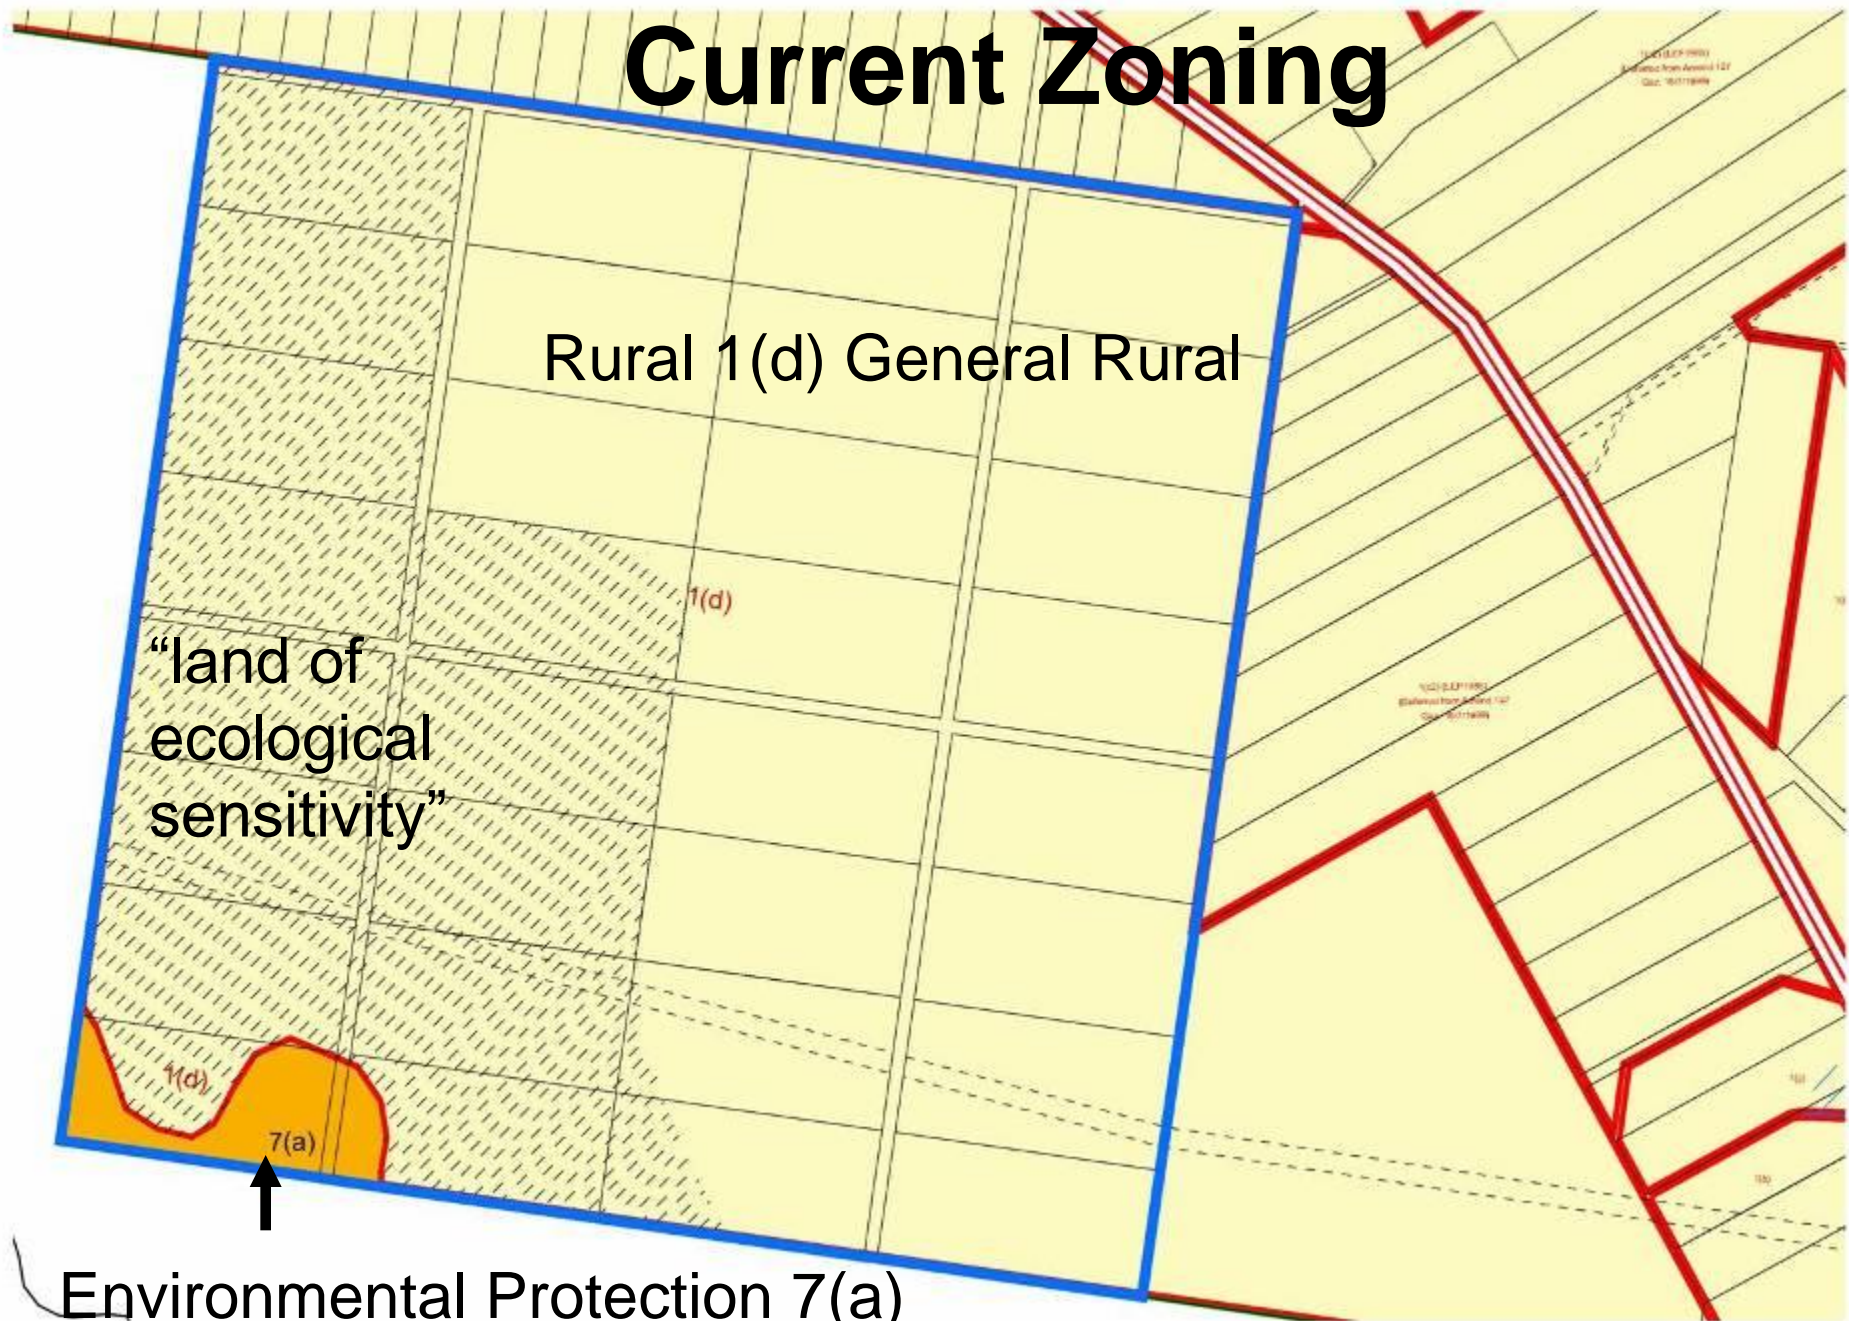 Current Zoning
Rural 1(d) General Rural
1(d)
“land of
ecological
sensitivity”
1(d)
7(a)
Environmental Protection 7(a)